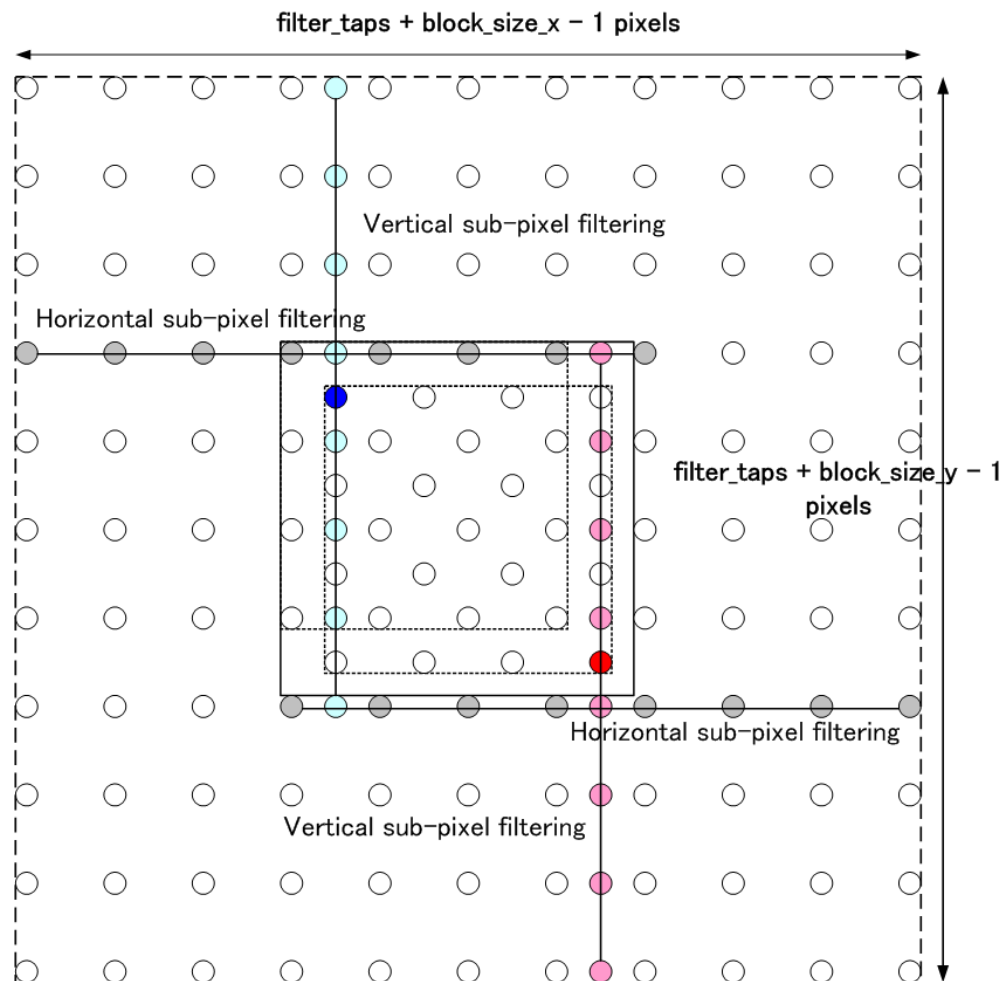 filter_taps + block_size_x - 1 pixels
Vertical sub-pixel filtering
Horizontal sub-pixel filtering
filter_taps + block_size_y - 1
pixels
Horizontal sub-pixel filtering
Vertical sub-pixel filtering